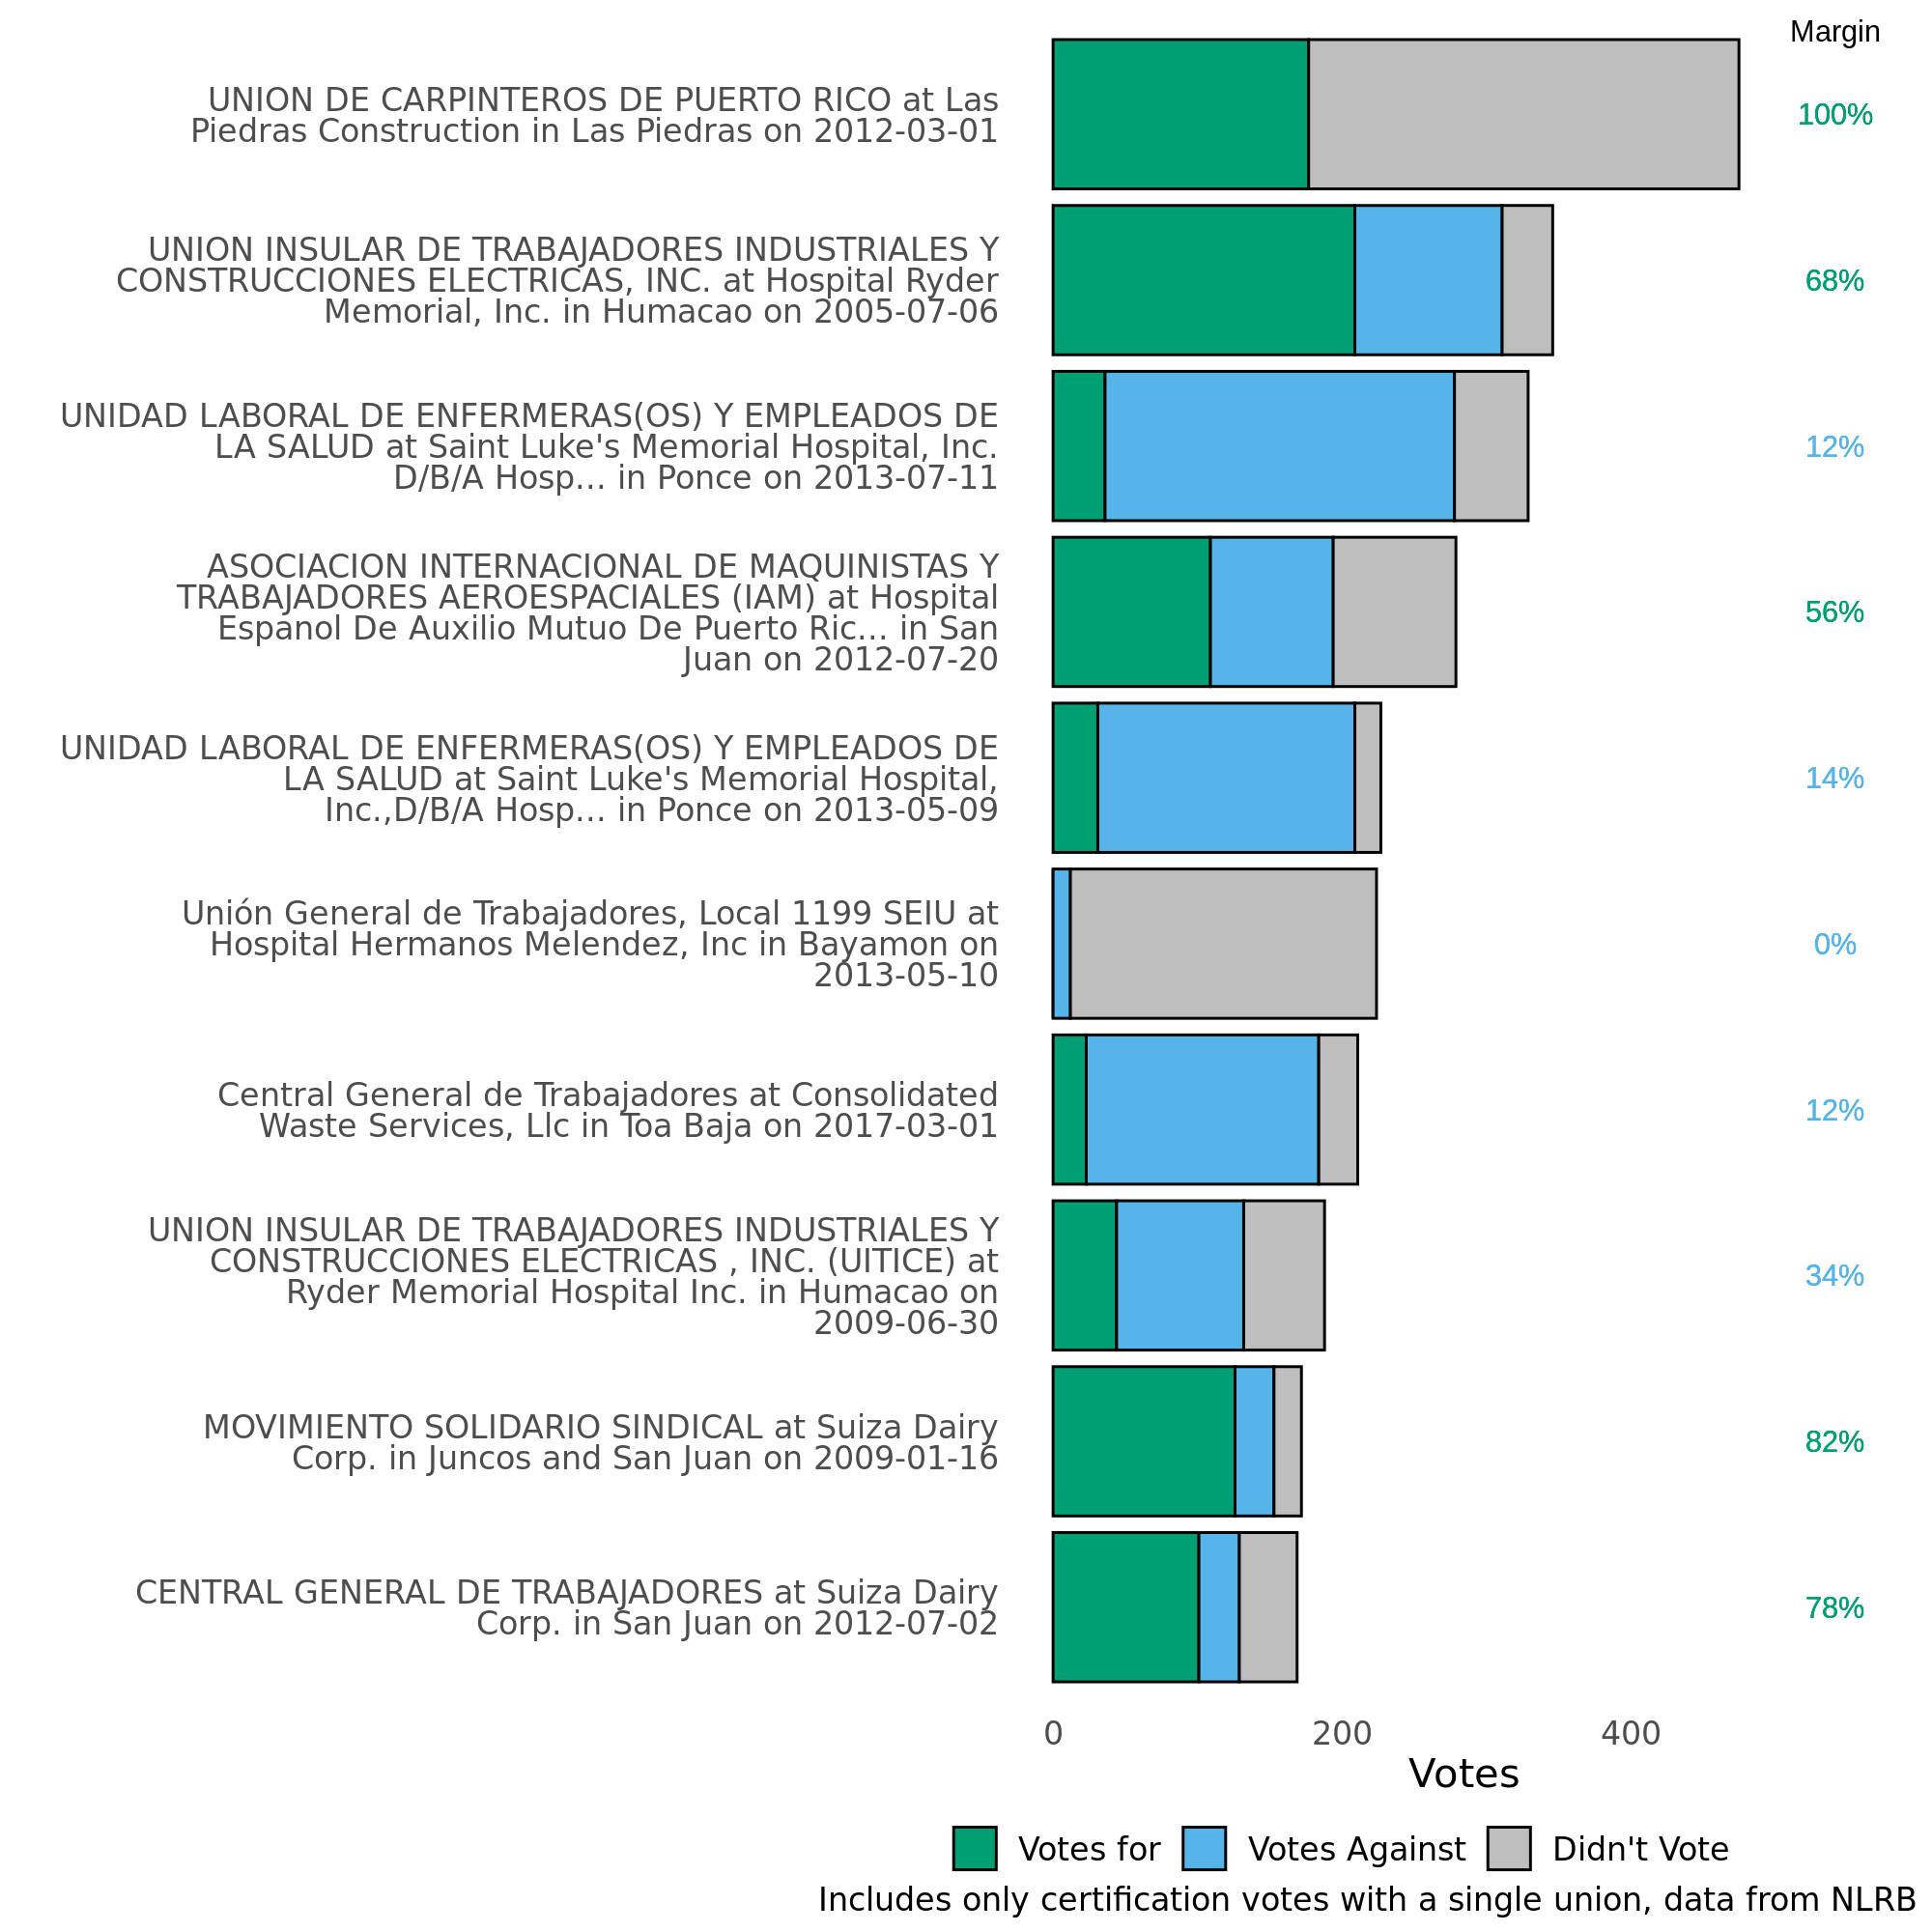 Margin
UNION DE CARPINTEROS DE PUERTO RICO at Las
Piedras Construction in Las Piedras on 2012-03-01
100%
UNION INSULAR DE TRABAJADORES INDUSTRIALES Y
CONSTRUCCIONES ELECTRICAS, INC. at Hospital Ryder
Memorial, Inc. in Humacao on 2005-07-06
68%
UNIDAD LABORAL DE ENFERMERAS(OS) Y EMPLEADOS DE
LA SALUD at Saint Luke's Memorial Hospital, Inc.
D/B/A Hosp... in Ponce on 2013-07-11
12%
ASOCIACION INTERNACIONAL DE MAQUINISTAS Y
TRABAJADORES AEROESPACIALES (IAM) at Hospital
Espanol De Auxilio Mutuo De Puerto Ric... in San
Juan on 2012-07-20
56%
UNIDAD LABORAL DE ENFERMERAS(OS) Y EMPLEADOS DE
LA SALUD at Saint Luke's Memorial Hospital,
Inc.,D/B/A Hosp... in Ponce on 2013-05-09
14%
Unión General de Trabajadores, Local 1199 SEIU at
Hospital Hermanos Melendez, Inc in Bayamon on
2013-05-10
0%
Central General de Trabajadores at Consolidated
Waste Services, Llc in Toa Baja on 2017-03-01
12%
UNION INSULAR DE TRABAJADORES INDUSTRIALES Y
CONSTRUCCIONES ELECTRICAS , INC. (UITICE) at
Ryder Memorial Hospital Inc. in Humacao on
2009-06-30
34%
MOVIMIENTO SOLIDARIO SINDICAL at Suiza Dairy
Corp. in Juncos and San Juan on 2009-01-16
82%
CENTRAL GENERAL DE TRABAJADORES at Suiza Dairy
Corp. in San Juan on 2012-07-02
78%
0 200 400
Votes
Votes for Votes Against Didn't Vote
Includes only certification votes with a single union, data from NLRB